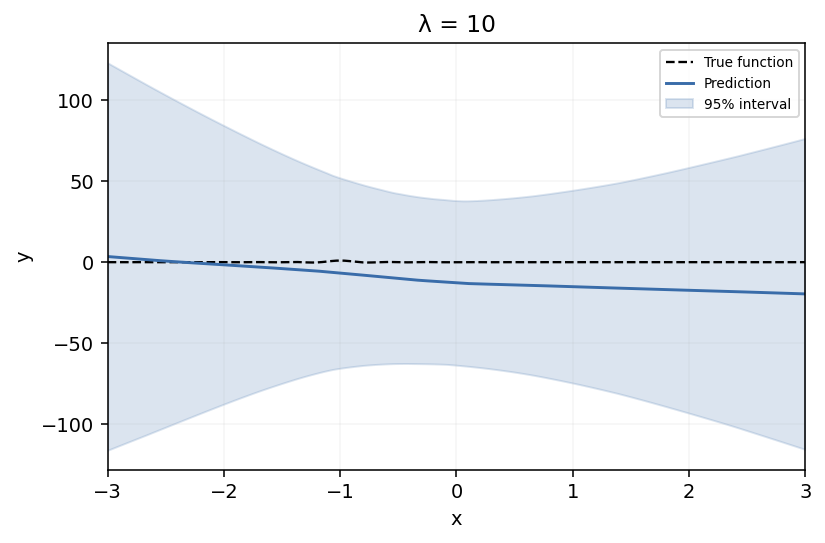 λ = 10
True function
Prediction
95% interval
100
50
0
−50
−100
y
−3 −2 −1 0 1 2 3
x